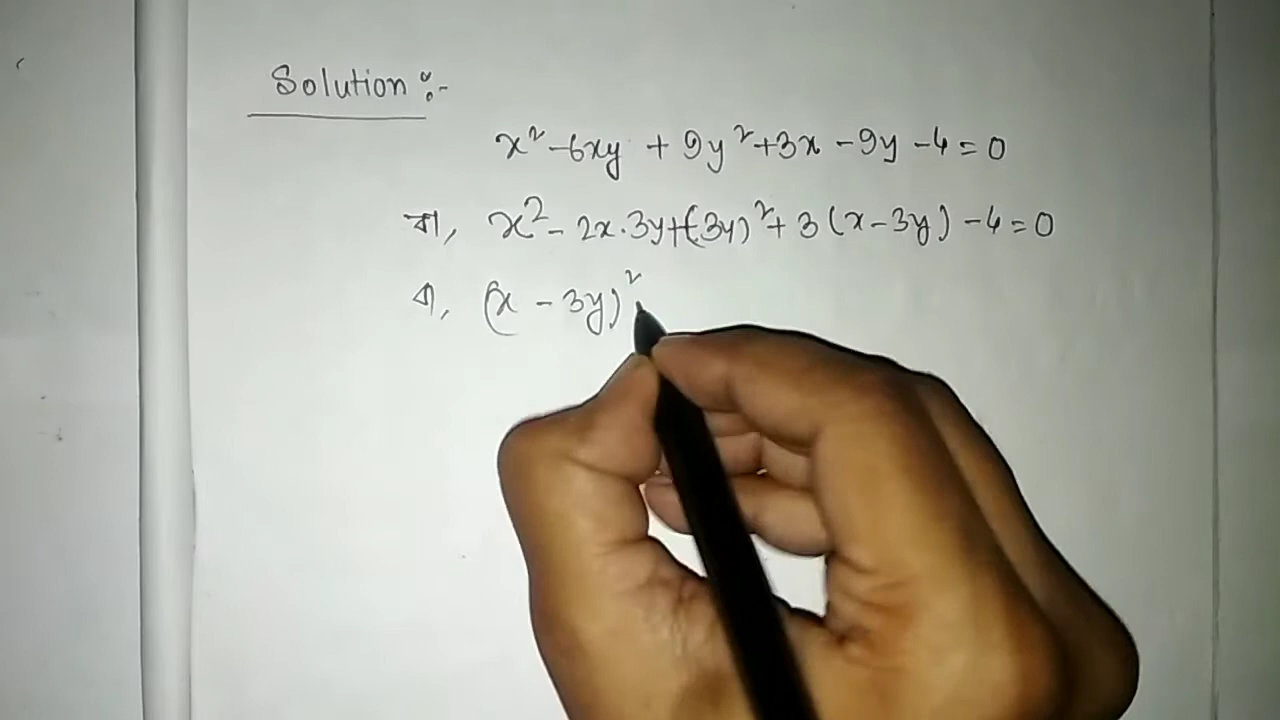 Solution :-
x² - 6xy + 9y² + 3x - 9y - 4 = 0
বা, x² - 2x.3y + (3y)² + 3(x - 3y) - 4 = 0
বা, (x - 3y)²